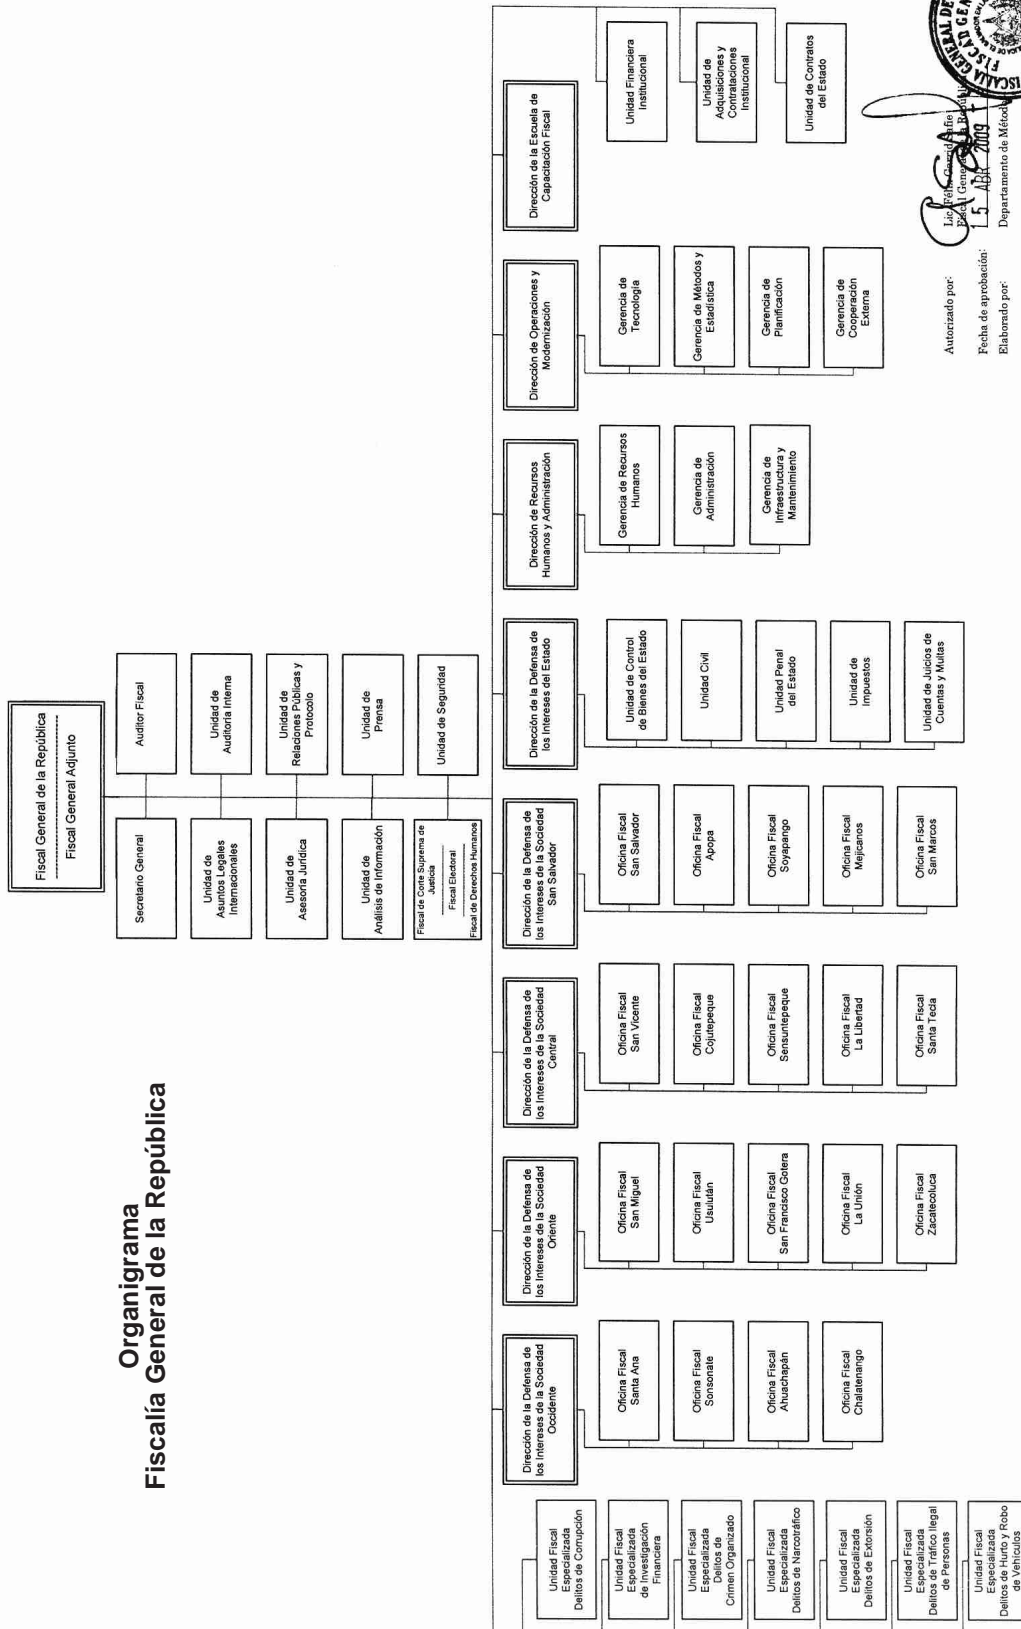 Organigrama
Fiscalía General de la República
Fiscal General de la República
Fiscal General Adjunto
Secretario General
Auditor Fiscal
Unidad de
Asuntos Legales
Internacionales
Unidad de
Auditoría Interna
Unidad de
Asesoría Jurídica
Unidad de
Relaciones Públicas y
Protocolo
Unidad de
Análisis de Información
Unidad de
Prensa
Fiscal de Corte Suprema de
Justicia
Fiscal Electoral
Fiscal de Derechos Humanos
Unidad de Seguridad
Unidad Fiscal
Especializada
Delitos de Corrupción
Unidad Fiscal
Especializada
de Investigación
Financiera
Unidad Fiscal
Especializada
Delitos de
Crimen Organizado
Unidad Fiscal
Especializada
Delitos de Narcotráfico
Unidad Fiscal
Especializada
Delitos de Extorsión
Unidad Fiscal
Especializada
Delitos de Tráfico Ilegal
de Personas
Unidad Fiscal
Especializada
Delitos de Hurto y Robo
de Vehículos
Dirección de la Defensa de
los Intereses de la Sociedad
Occidente
Oficina Fiscal
Santa Ana
Oficina Fiscal
Sonsonate
Oficina Fiscal
Ahuachapán
Oficina Fiscal
Chalatenango
Dirección de la Defensa de
los Intereses de la Sociedad
Oriente
Oficina Fiscal
San Miguel
Oficina Fiscal
Usulután
Oficina Fiscal
San Francisco Gotera
Oficina Fiscal
La Unión
Oficina Fiscal
Zacatecoluca
Dirección de la Defensa de
los Intereses de la Sociedad
Central
Oficina Fiscal
San Vicente
Oficina Fiscal
Cojutepeque
Oficina Fiscal
Sensuntepeque
Oficina Fiscal
La Libertad
Oficina Fiscal
Santa Tecla
Dirección de la Defensa de
los Intereses de la Sociedad
San Salvador
Oficina Fiscal
San Salvador
Oficina Fiscal
Apopa
Oficina Fiscal
Soyapango
Oficina Fiscal
Mejicanos
Oficina Fiscal
San Marcos
Dirección de la Defensa de
los Intereses del Estado
Unidad de Control
de Bienes del Estado
Unidad Civil
Unidad Penal
del Estado
Unidad de
Impuestos
Unidad de Juicios de
Cuentas y Multas
Dirección de Recursos
Humanos y Administración
Gerencia de Recursos
Humanos
Gerencia de
Administración
Gerencia de
Infraestructura y
Mantenimiento
Dirección de Operaciones y
Modernización
Gerencia de
Tecnología
Gerencia de Métodos y
Estadística
Gerencia de
Planificación
Gerencia de
Cooperación
Externa
Dirección de la Escuela de
Capacitación Fiscal
Unidad Financiera
Institucional
Unidad de
Adquisiciones y
Contrataciones
Institucional
Unidad de Contratos
del Estado
Autorizado por:
Lic.
Fiscal General
Fecha de aprobación:
15 ABR 2009
Elaborado por:
Departamento de